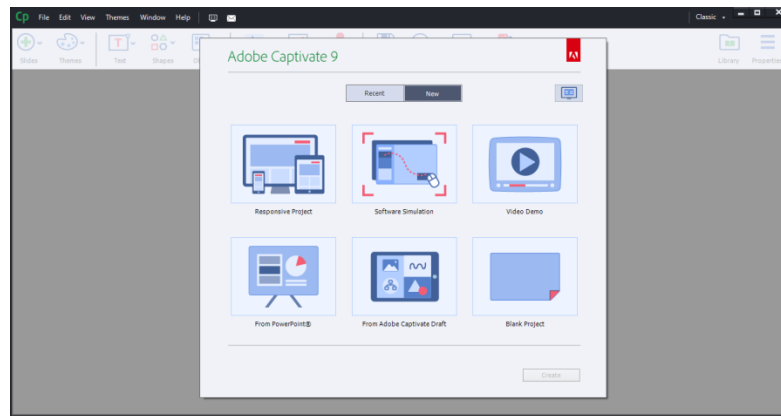 Cp File Edit View Themes Window Help Classic
Slides Themes Text Shapes Library Properties
Adobe Captivate 9
Recent New
Responsive Project Software Simulation Video Demo
From PowerPoint® From Adobe Captivate Draft Blank Project
Create